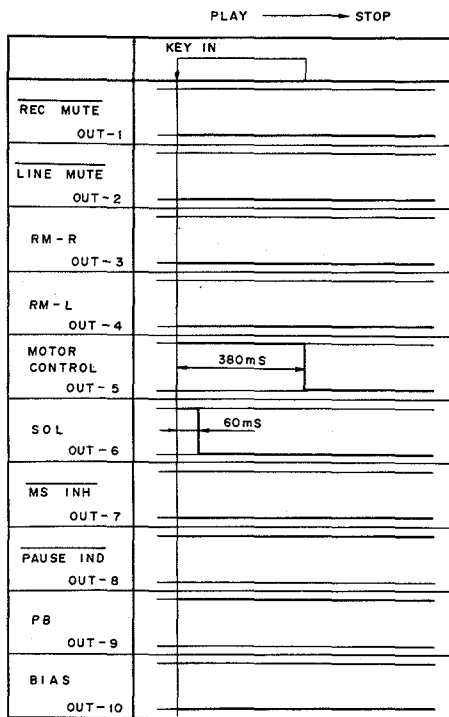 PLAY ⟶ STOP
KEY IN
REC MUTE
OUT-1
LINE MUTE
OUT-2
RM-R
OUT-3
RM-L
OUT-4
MOTOR
CONTROL
380mS
OUT-5
SOL
60mS
OUT-6
MS INH
OUT-7
PAUSE IND
OUT-8
PB
OUT-9
BIAS
OUT-10